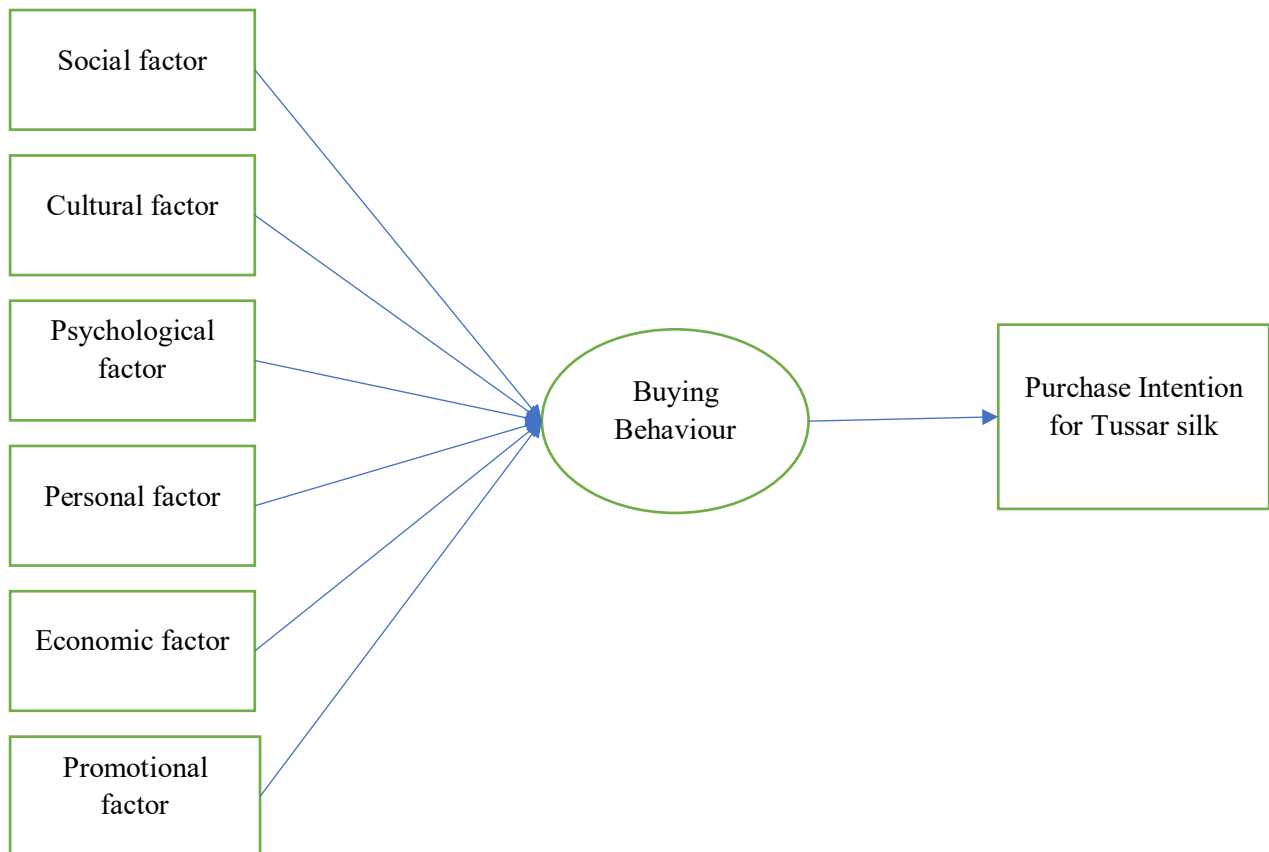 Social factor
Cultural factor
Psychological
factor
Personal factor
Economic factor
Promotional
factor
Buying
Behaviour
Purchase Intention
for Tussar silk